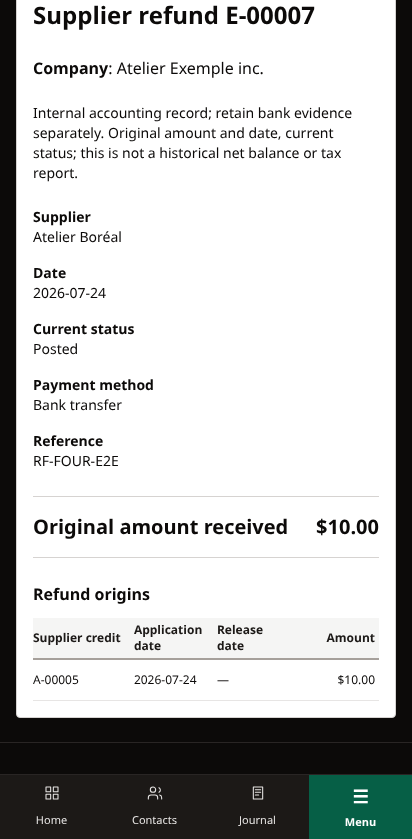 Supplier refund E-00007
Company: Atelier Exemple inc.
Internal accounting record; retain bank evidence
separately. Original amount and date, current
status; this is not a historical net balance or tax
report.
Supplier
Atelier Boréal
Date
2026-07-24
Current status
Posted
Payment method
Bank transfer
Reference
RF-FOUR-E2E
Original amount received $10.00
Refund origins
Supplier credit Application date Release date Amount
A-00005 2026-07-24 — $10.00
Home Contacts Journal Menu